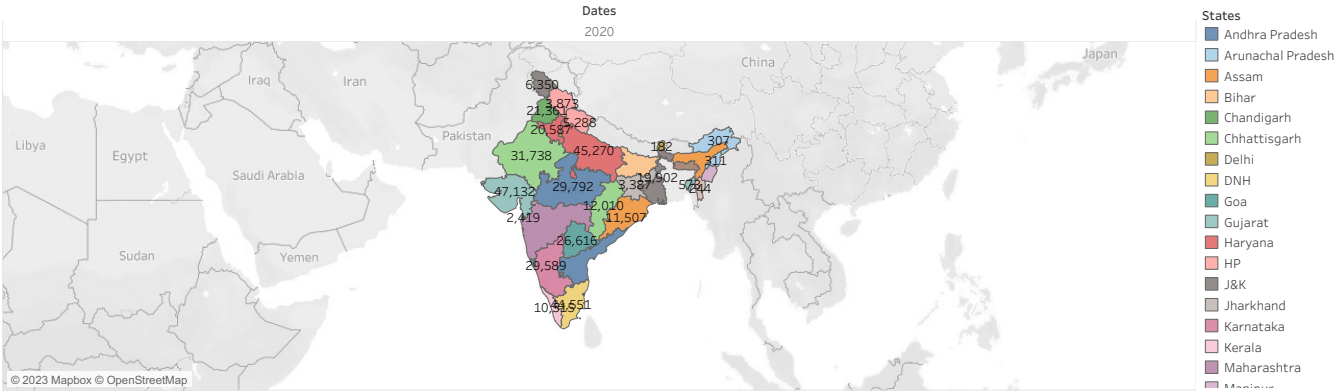 Dates
2020
States
Andhra Pradesh
Arunachal Pradesh
Assam
Bihar
Chandigarh
Chhattisgarh
Delhi
DNH
Goa
Gujarat
Haryana
HP
J&K
Jharkhand
Karnataka
Kerala
Maharashtra
Manipur
China
Japan
Iraq
Iran
Pakistan
Libya
Egypt
Saudi Arabia
Sudan
Yemen
6,350
3,873
21,361
5,288
20,587
45,270
31,738
182
307
311
19,902
3,387
244
47,132
29,792
12,010
2,419
11,507
26,616
29,589
© 2023 Mapbox © OpenStreetMap